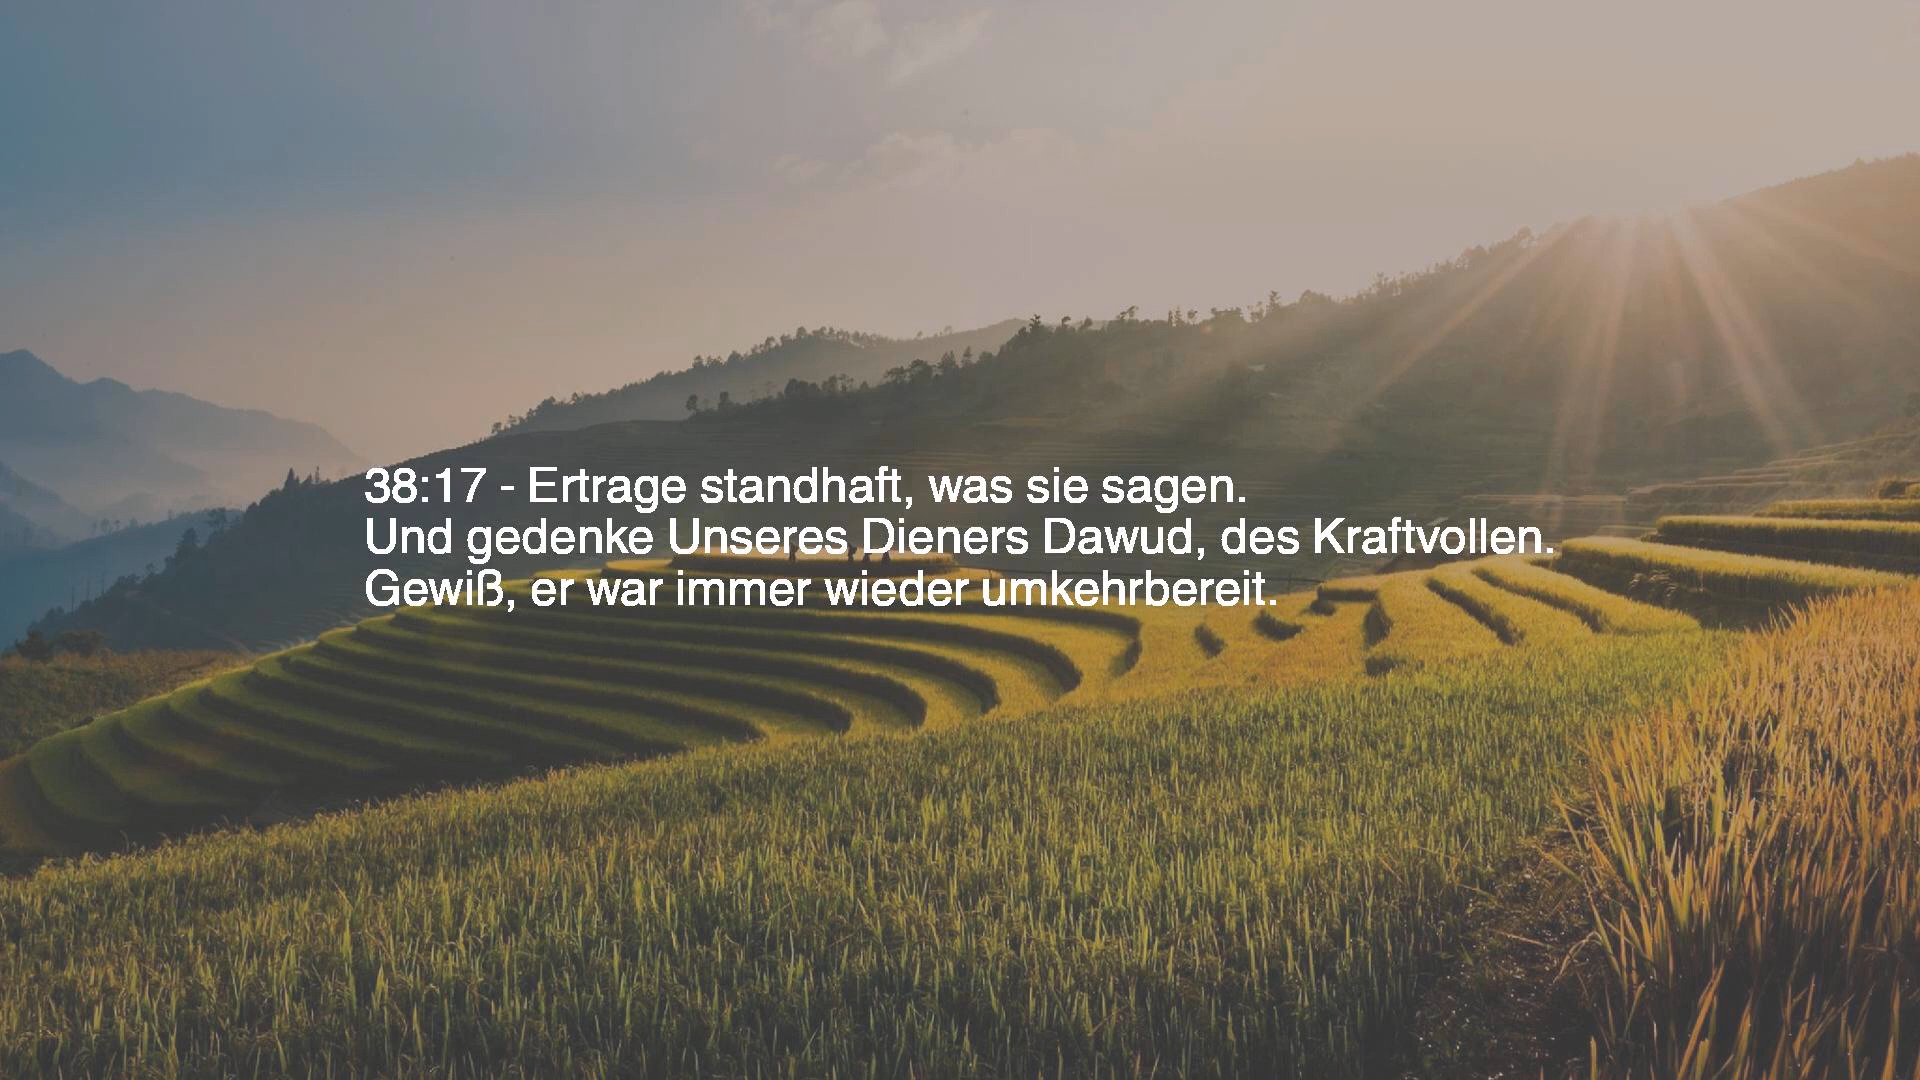 38:17 - Ertrage standhaft, was sie sagen.
Und gedenke Unseres Dieners Dawud, des Kraftvollen.
Gewiß, er war immer wieder umkehrbereit.